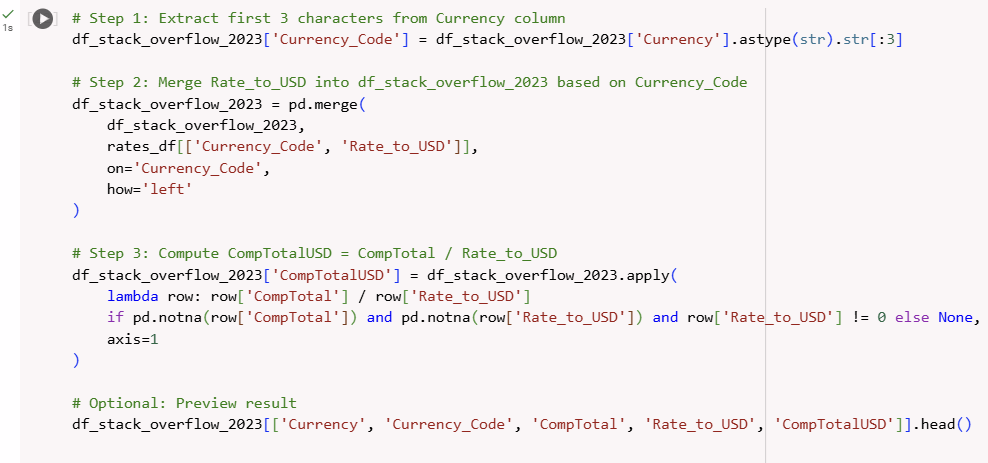 1s
# Step 1: Extract first 3 characters from Currency column
df_stack_overflow_2023['Currency_Code'] = df_stack_overflow_2023['Currency'].astype(str).str[:3]
# Step 2: Merge Rate_to_USD into df_stack_overflow_2023 based on Currency_Code
df_stack_overflow_2023 = pd.merge(
    df_stack_overflow_2023,
    rates_df[['Currency_Code', 'Rate_to_USD']],
    on='Currency_Code',
    how='left'
)
# Step 3: Compute CompTotalUSD = CompTotal / Rate_to_USD
df_stack_overflow_2023['CompTotalUSD'] = df_stack_overflow_2023.apply(
    lambda row: row['CompTotal'] / row['Rate_to_USD']
    if pd.notna(row['CompTotal']) and pd.notna(row['Rate_to_USD']) and row['Rate_to_USD'] != 0 else None,
    axis=1
)
# Optional: Preview result
df_stack_overflow_2023[['Currency', 'Currency_Code', 'CompTotal', 'Rate_to_USD', 'CompTotalUSD']].head()